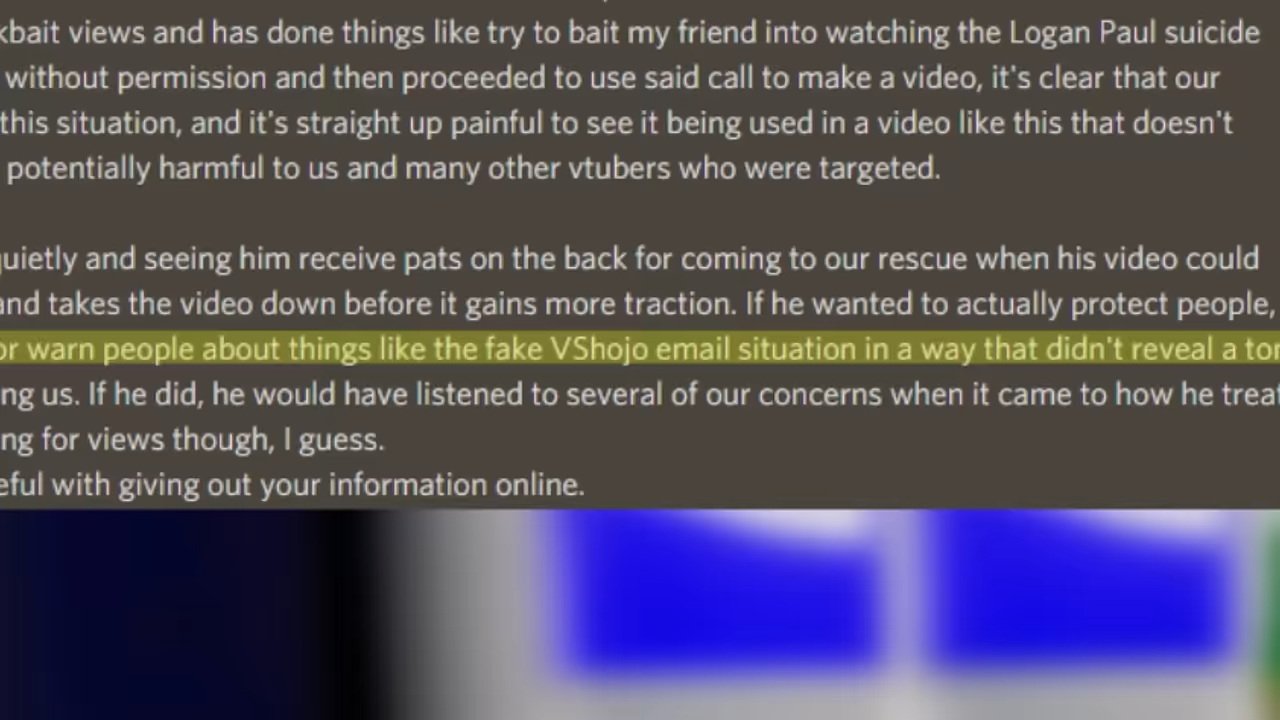 kbait views and has done things like try to bait my friend into watching the Logan Paul suicide
without permission and then proceeded to use said call to make a video, it's clear that our
this situation, and it's straight up painful to see it being used in a video like this that doesn't
potentially harmful to us and many other vtubers who were targeted.
quietly and seeing him receive pats on the back for coming to our rescue when his video could
and takes the video down before it gains more traction. If he wanted to actually protect people,
or warn people about things like the fake VShojo email situation in a way that didn't reveal a ton
ng us. If he did, he would have listened to several of our concerns when it came to how he treat
ng for views though, I guess.
eful with giving out your information online.